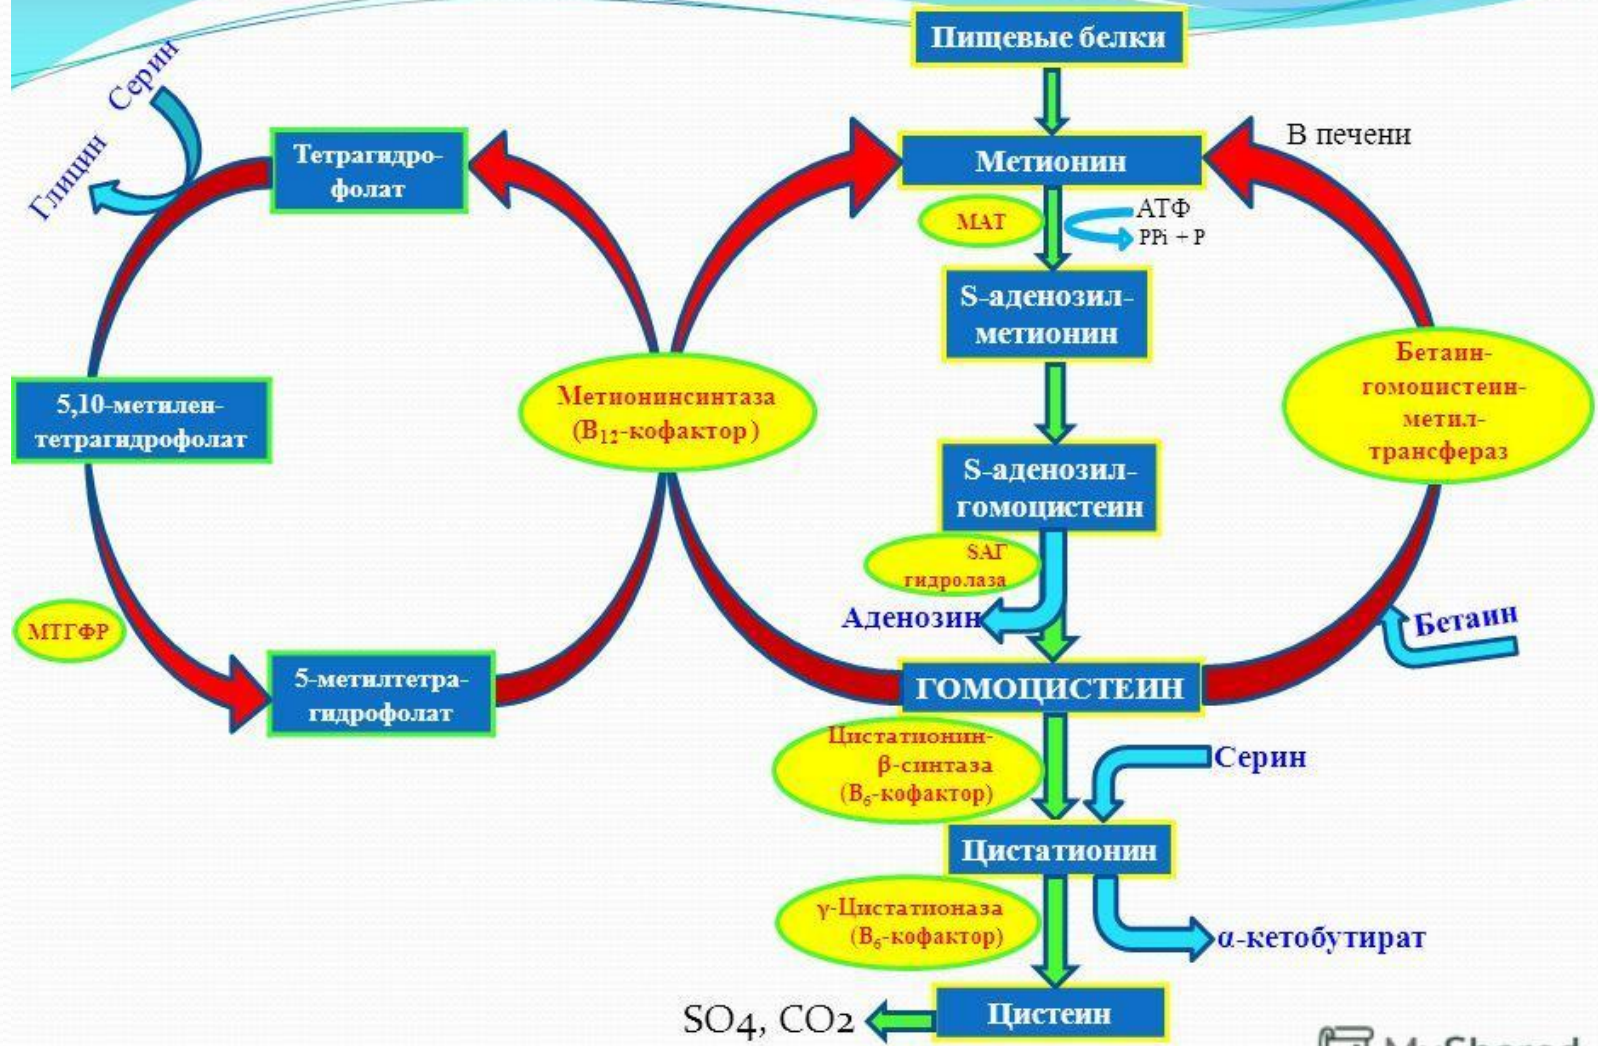 Пищевые белки
Серин
Глицин
Тетрагидро-
фолат
Метионин
В печени
МАТ
АТФ
PPi + P
S-аденозил-
метионин
5,10-метилен-
тетрагидрофолат
Метионинсинтаза
(В₁₂-кофактор)
Бетаин-
гомоцистеин-
метил-
трансфераз
S-аденозил-
гомоцистеин
SАГ
гидролаза
Аденозин
Бетаин
МТГФР
5-метилтетра-
гидрофолат
ГОМОЦИСТЕИН
Цистатионин-
β-синтаза
(В₆-кофактор)
Серин
Цистатионин
γ-Цистатионаза
(В₆-кофактор)
α-кетобутират
Цистеин
SO4, CO2
MyShared